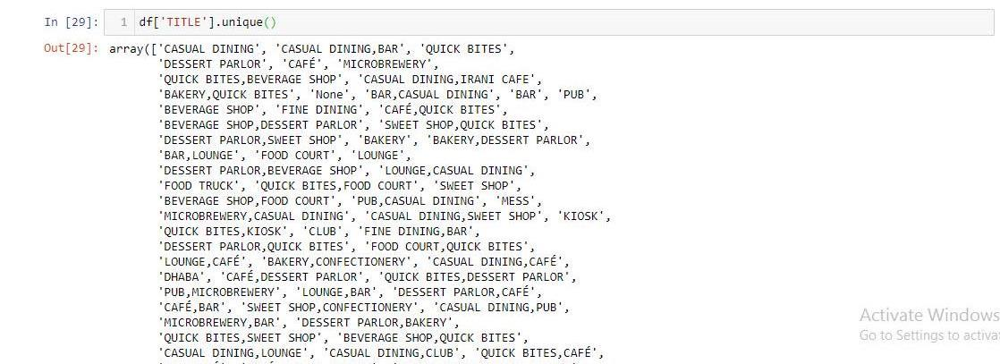 In [29]: 1 df['TITLE'].unique()
Out[29]: array(['CASUAL DINING', 'CASUAL DINING,BAR', 'QUICK BITES',
'DESSERT PARLOR', 'CAFÉ', 'MICROBREWERY',
'QUICK BITES,BEVERAGE SHOP', 'CASUAL DINING,IRANI CAFE',
'BAKERY,QUICK BITES', 'None', 'BAR,CASUAL DINING', 'BAR', 'PUB',
'BEVERAGE SHOP', 'FINE DINING', 'CAFÉ,QUICK BITES',
'BEVERAGE SHOP,DESSERT PARLOR', 'SWEET SHOP,QUICK BITES',
'DESSERT PARLOR,SWEET SHOP', 'BAKERY', 'BAKERY,DESSERT PARLOR',
'BAR,LOUNGE', 'FOOD COURT', 'LOUNGE',
'DESSERT PARLOR,BEVERAGE SHOP', 'LOUNGE,CASUAL DINING',
'FOOD TRUCK', 'QUICK BITES,FOOD COURT', 'SWEET SHOP',
'BEVERAGE SHOP,FOOD COURT', 'PUB,CASUAL DINING', 'MESS',
'MICROBREWERY,CASUAL DINING', 'CASUAL DINING,SWEET SHOP', 'KIOSK',
'QUICK BITES,KIOSK', 'CLUB', 'FINE DINING,BAR',
'DESSERT PARLOR,QUICK BITES', 'FOOD COURT,QUICK BITES',
'LOUNGE,CAFÉ', 'BAKERY,CONFECTIONERY', 'CASUAL DINING,CAFÉ',
'DHABA', 'CAFÉ,DESSERT PARLOR', 'QUICK BITES,DESSERT PARLOR',
'PUB,MICROBREWERY', 'LOUNGE,BAR', 'DESSERT PARLOR,CAFÉ',
'CAFÉ,BAR', 'SWEET SHOP,CONFECTIONERY', 'CASUAL DINING,PUB',
'MICROBREWERY,BAR', 'DESSERT PARLOR,BAKERY',
'QUICK BITES,SWEET SHOP', 'BEVERAGE SHOP,QUICK BITES',
'CASUAL DINING,LOUNGE', 'CASUAL DINING,CLUB', 'QUICK BITES,CAFÉ',
Activate Windows
Go to Settings to activa